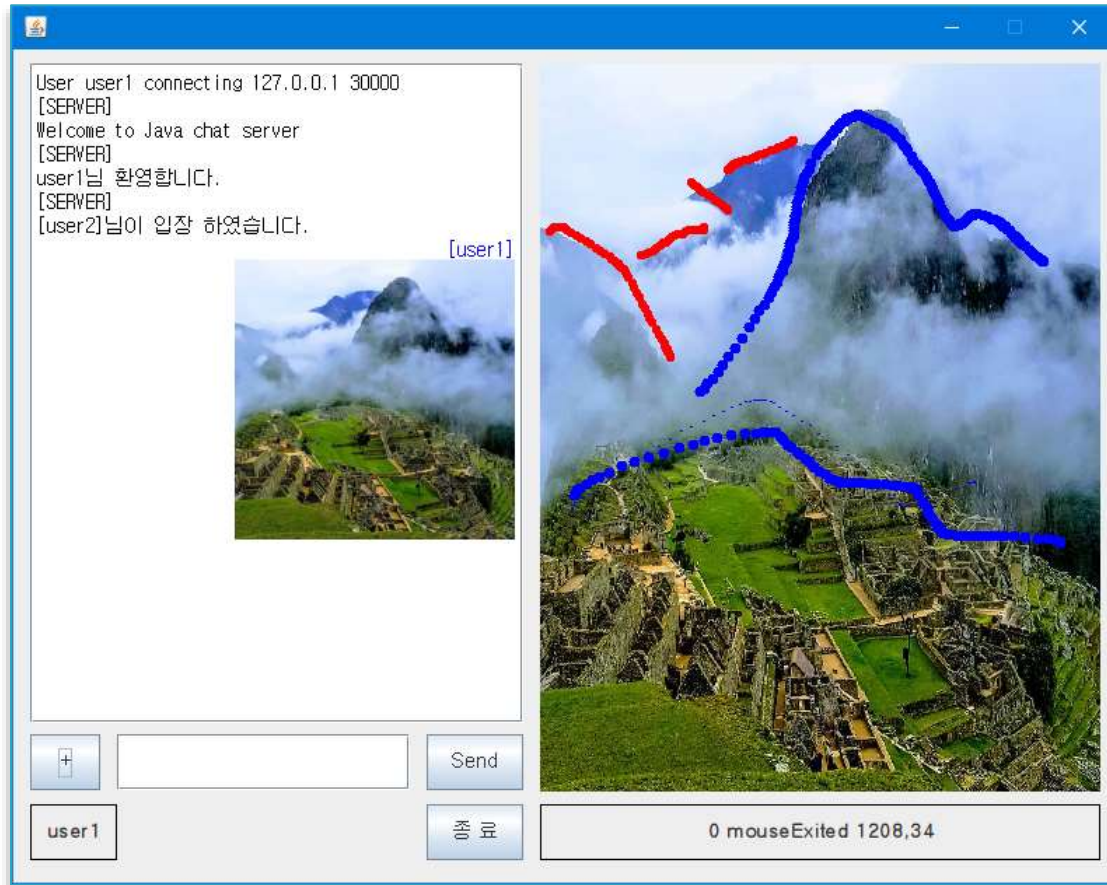 User user1 connecting 127.0.0.1 30000
[SERVER]
Welcome to Java chat server
[SERVER]
user1님 환영합니다.
[SERVER]
[user2]님이 입장 하였습니다.
[user1]
+
Send
user1
종 료
0 mouseExited 1208,34